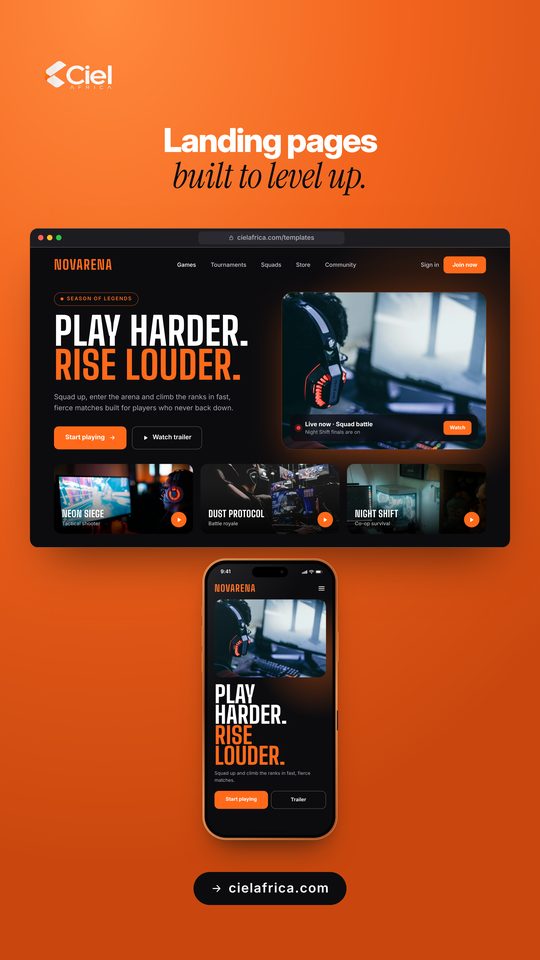 Ciel
AFRICA
Landing pages
built to level up.
cielafrica.com/templates
NOVARENA
Games Tournaments Squads Store Community
Sign in Join now
SEASON OF LEGENDS
PLAY HARDER.
RISE LOUDER.
Squad up, enter the arena and climb the ranks in fast,
fierce matches built for players who never back down.
Start playing → ▶ Watch trailer
Live now · Squad battle
Night Shift finals are on
Watch
NEON SIEGE
Tactical shooter
DUST PROTOCOL
Battle royale
NIGHT SHIFT
Co-op survival
9:41
NOVARENA
PLAY
HARDER.
RISE
LOUDER.
Squad up and climb the ranks in fast, fierce
matches.
Start playing Trailer
→ cielafrica.com